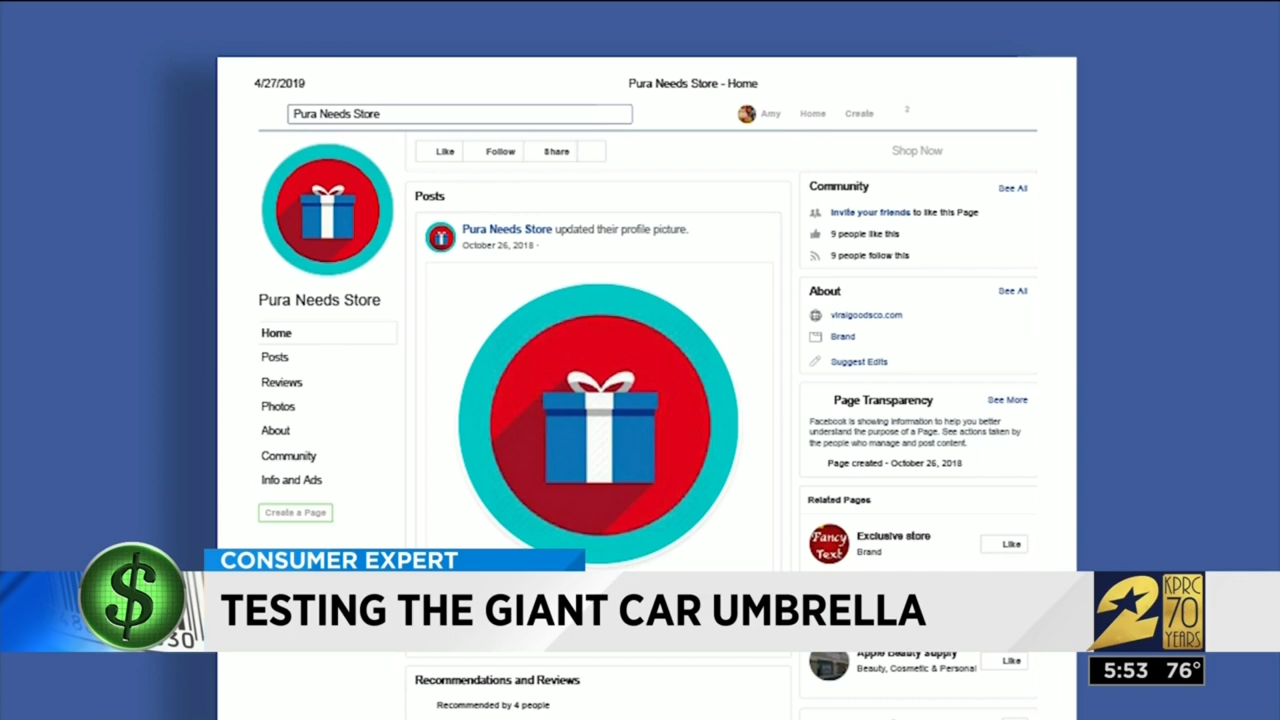 4/27/2019
Pura Needs Store - Home
Pura Needs Store
Amy
Home
Create
2
Like
Follow
Share
Shop Now
Pura Needs Store
Home
Posts
Reviews
Photos
About
Community
Info and Ads
Create a Page
Posts
Pura Needs Store updated their profile picture.
October 26, 2018 ·
Community
See All
Invite your friends to like this Page
9 people like this
9 people follow this
About
See All
viralgoodsco.com
Brand
Suggest Edits
Page Transparency
See More
Facebook is showing information to help you better
understand the purpose of a Page. See actions taken by
the people who manage and post content.
Page created - October 26, 2018
Related Pages
Fancy
Text
Exclusive store
Brand
Like
Apple Beauty Supply
Beauty, Cosmetic & Personal
Like
Recommendations and Reviews
Recommended by 4 people
$
CONSUMER EXPERT
TESTING THE GIANT CAR UMBRELLA
2
KPRC
70
YEARS
5:53 76°